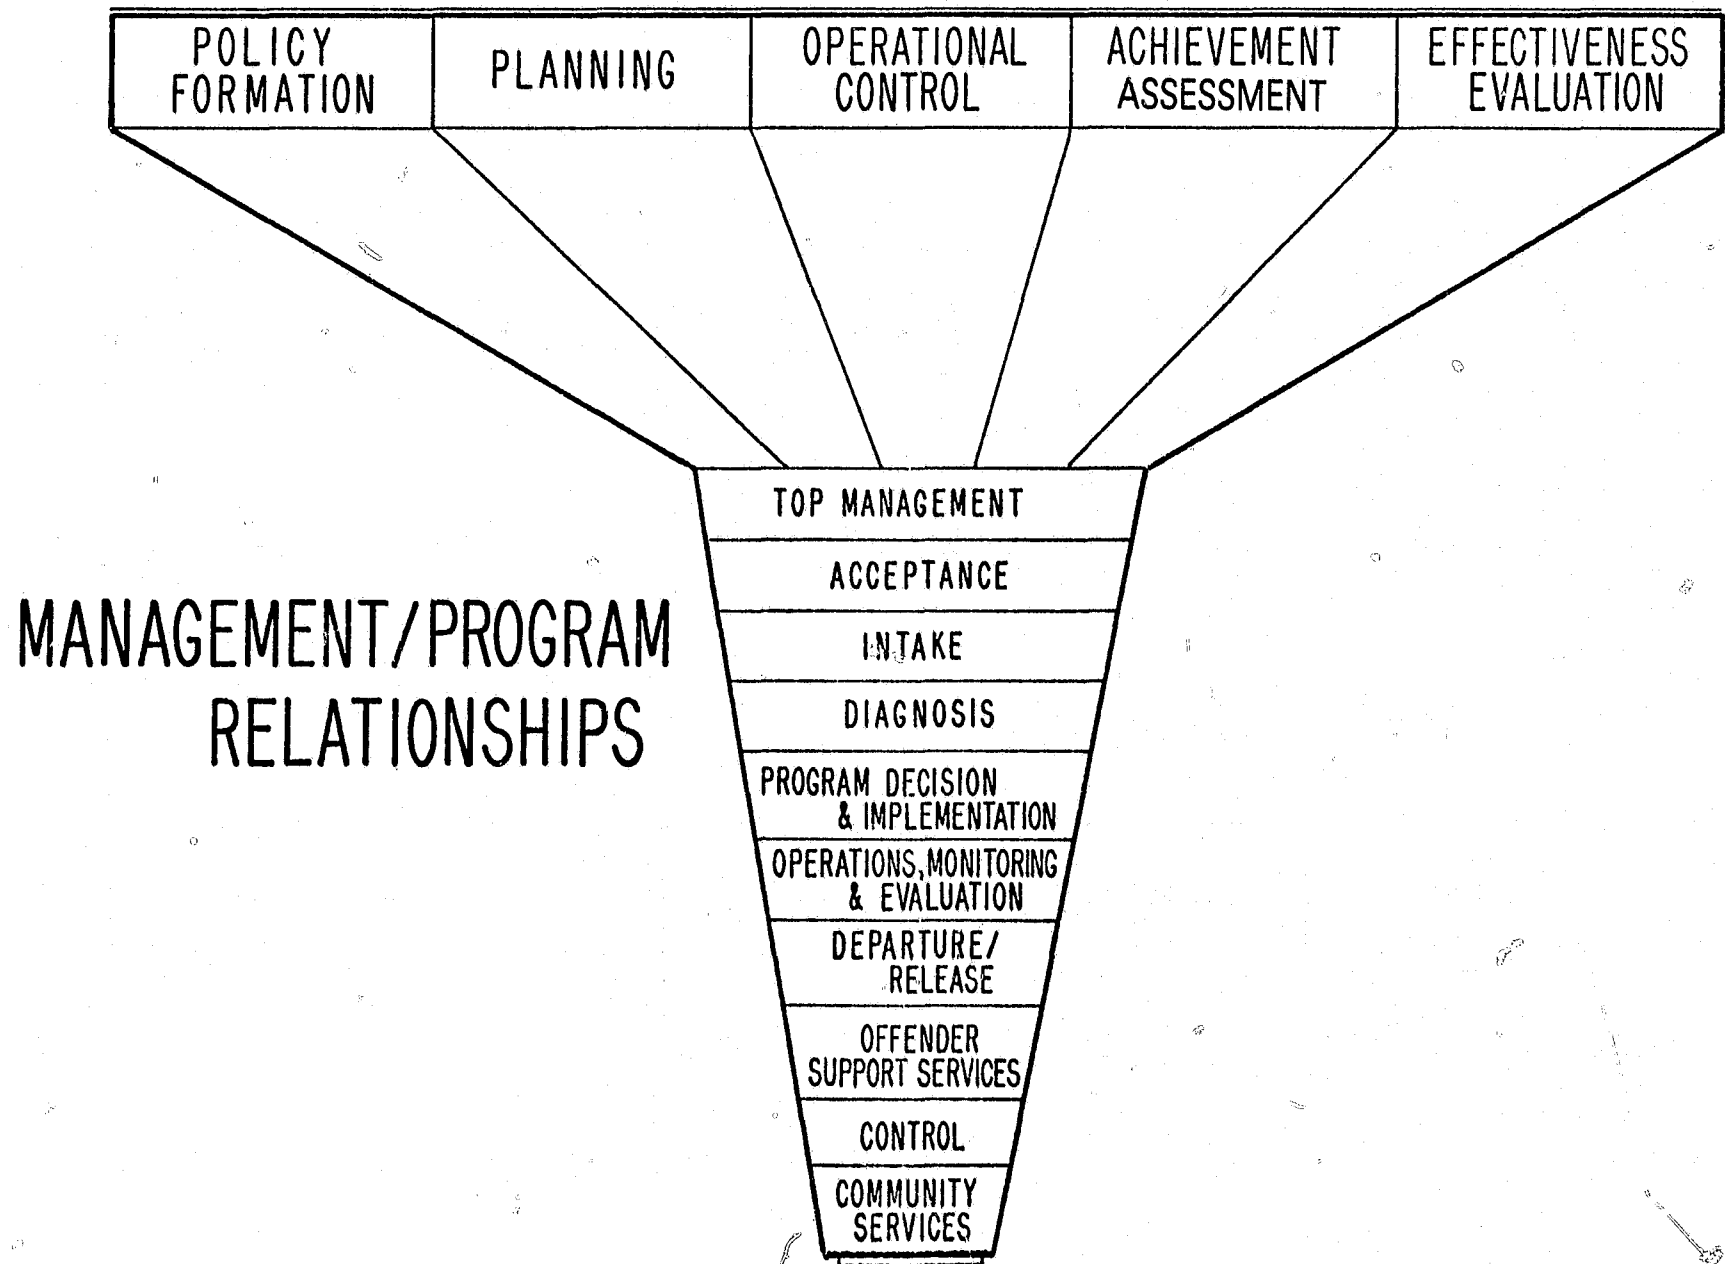 POLICY
FORMATION
PLANNING
OPERATIONAL
CONTROL
ACHIEVEMENT
ASSESSMENT
EFFECTIVENESS
EVALUATION
MANAGEMENT/PROGRAM
RELATIONSHIPS
TOP MANAGEMENT
ACCEPTANCE
INTAKE
DIAGNOSIS
PROGRAM DECISION
& IMPLEMENTATION
OPERATIONS, MONITORING
& EVALUATION
DEPARTURE/
RELEASE
OFFENDER
SUPPORT SERVICES
CONTROL
COMMUNITY
SERVICES